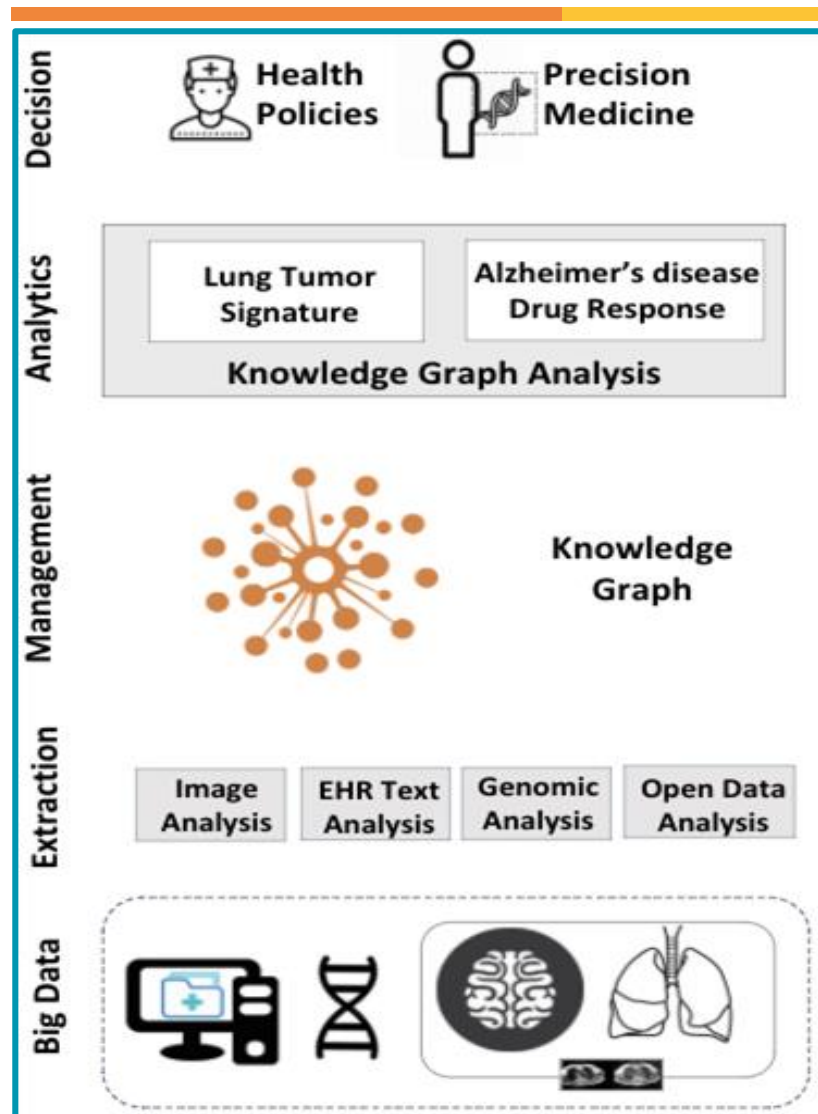 Decision
Health
Policies
Precision
Medicine
Analytics
Lung Tumor
Signature
Alzheimer’s disease
Drug Response
Knowledge Graph Analysis
Management
Knowledge
Graph
Extraction
Image
Analysis
EHR Text
Analysis
Genomic
Analysis
Open Data
Analysis
Big Data